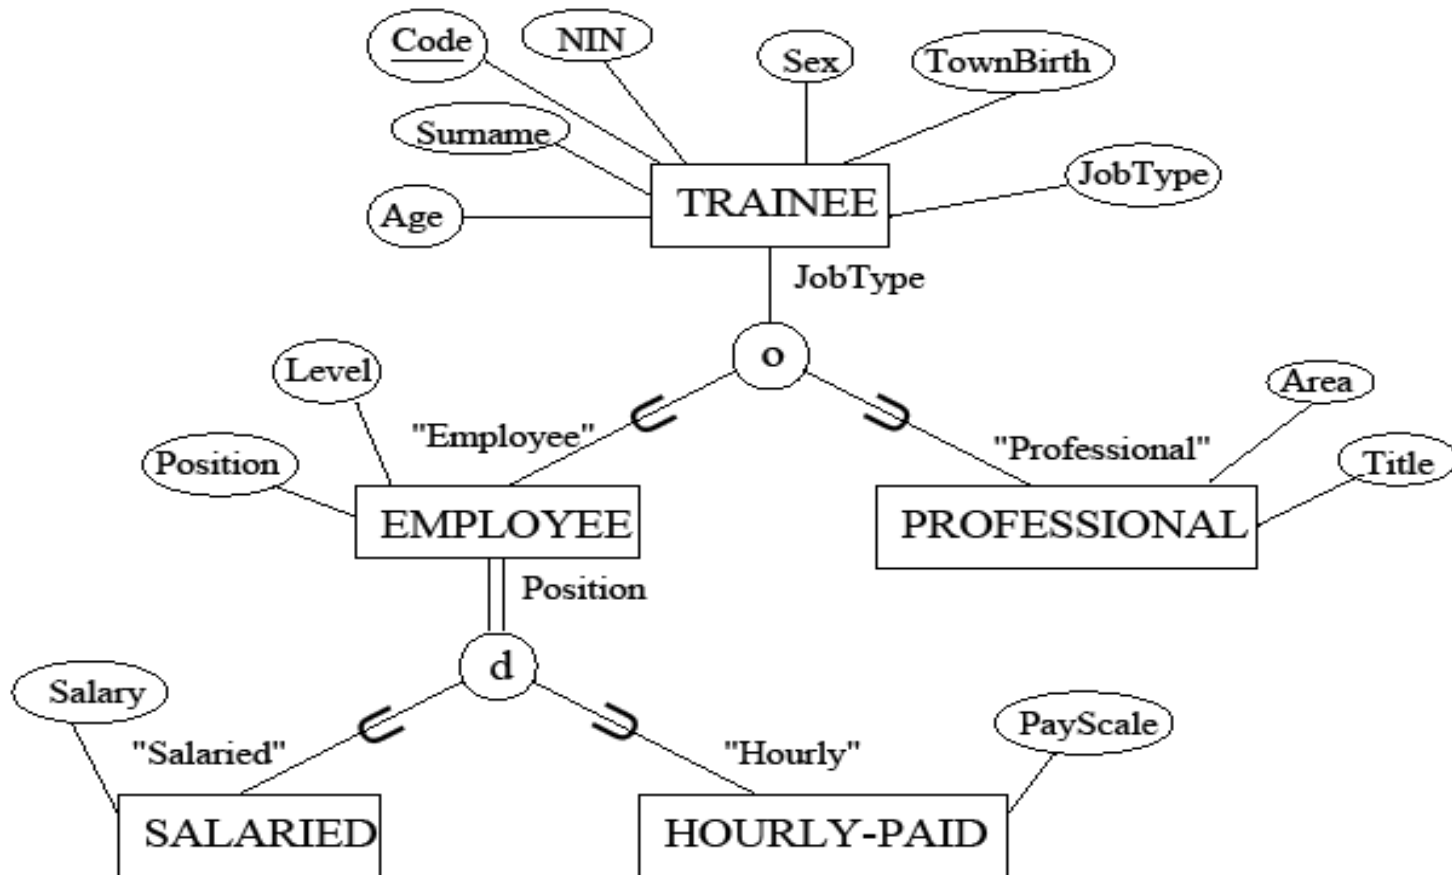 Code
NIN
Sex
TownBirth
Surname
JobType
Age
TRAINEE
JobType
o
Level
Area
"Employee"
"Professional"
Position
Title
EMPLOYEE
PROFESSIONAL
Position
d
Salary
PayScale
"Salaried"
"Hourly"
SALARIED
HOURLY-PAID